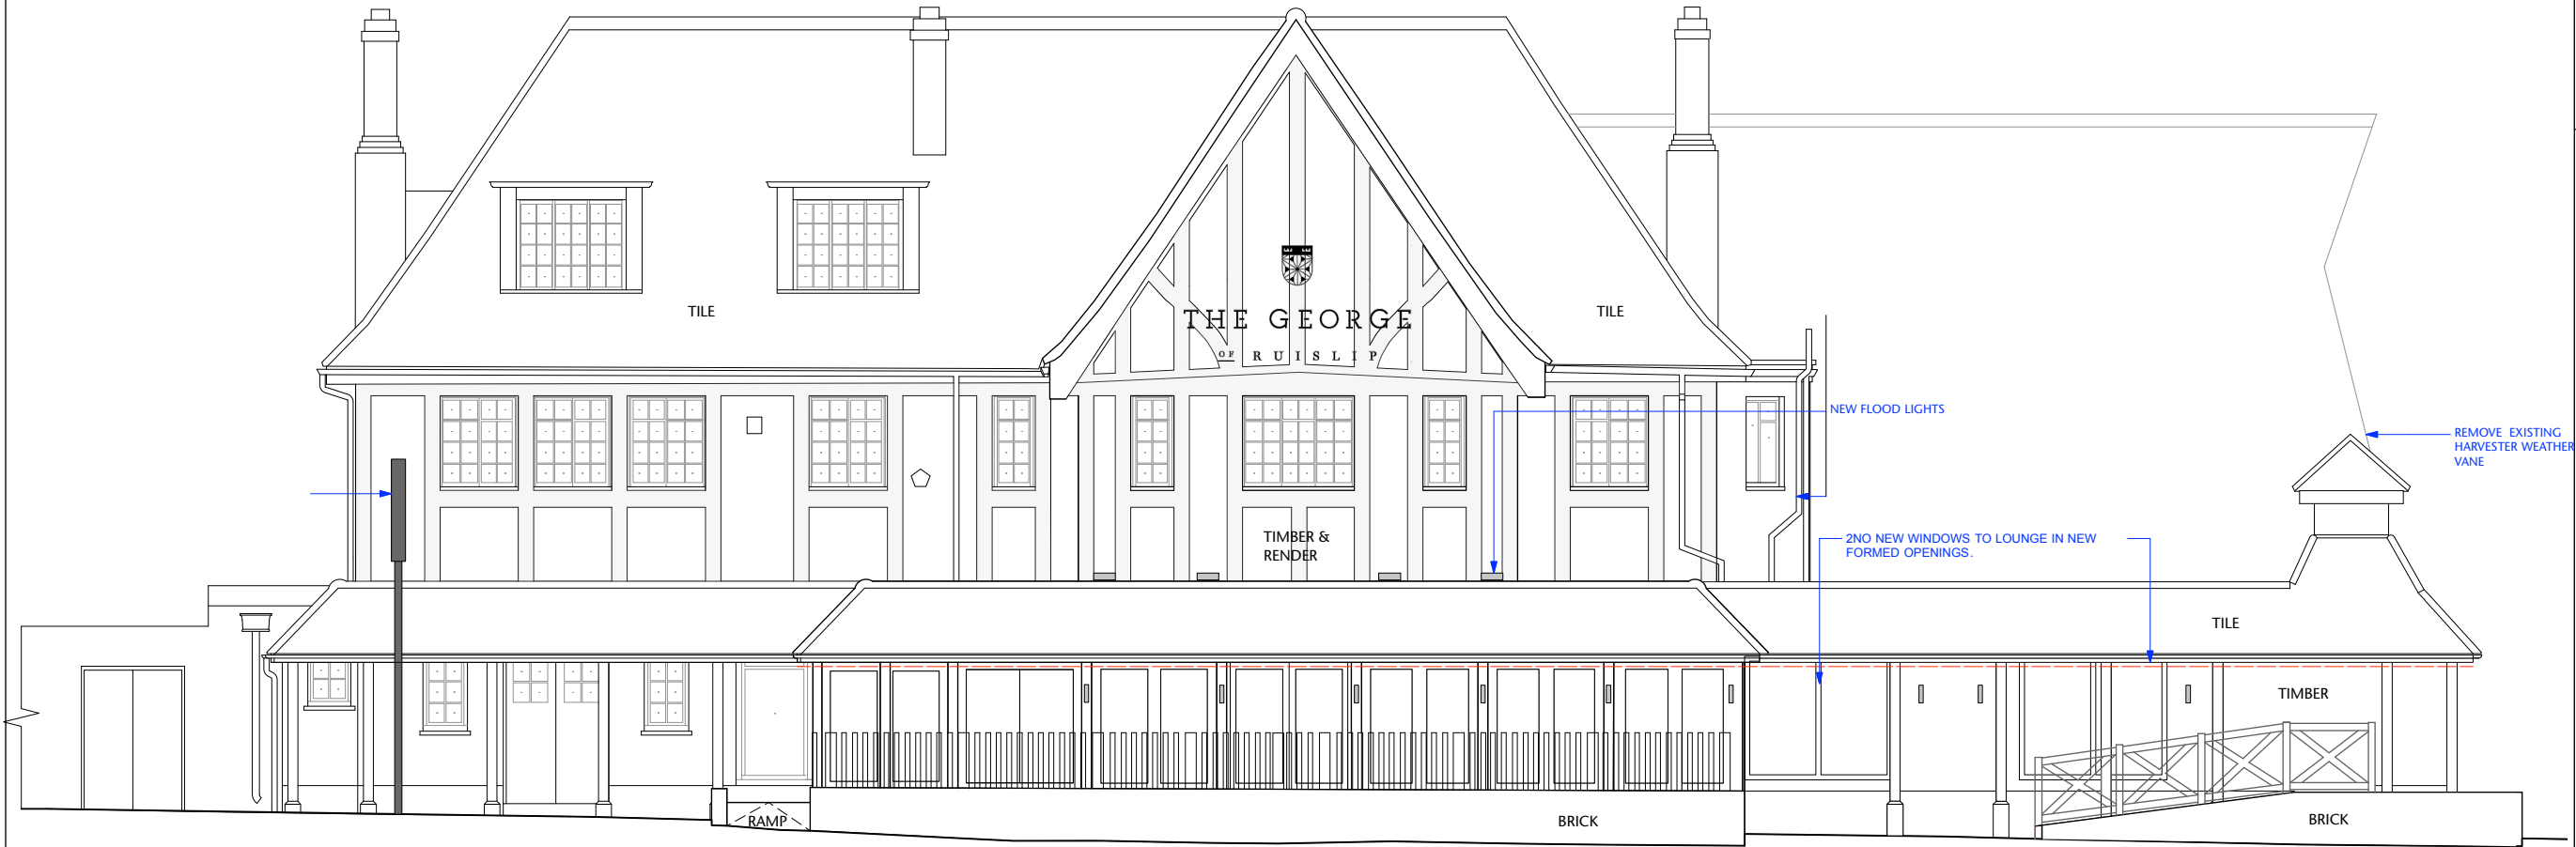 TILE
TILE
THE GEORGE
OF RUISLIP
NEW FLOOD LIGHTS
REMOVE EXISTING
HARVESTER WEATHER
VANE
TIMBER &
RENDER
2NO NEW WINDOWS TO LOUNGE IN NEW
FORMED OPENINGS.
TILE
TIMBER
RAMP
BRICK
BRICK